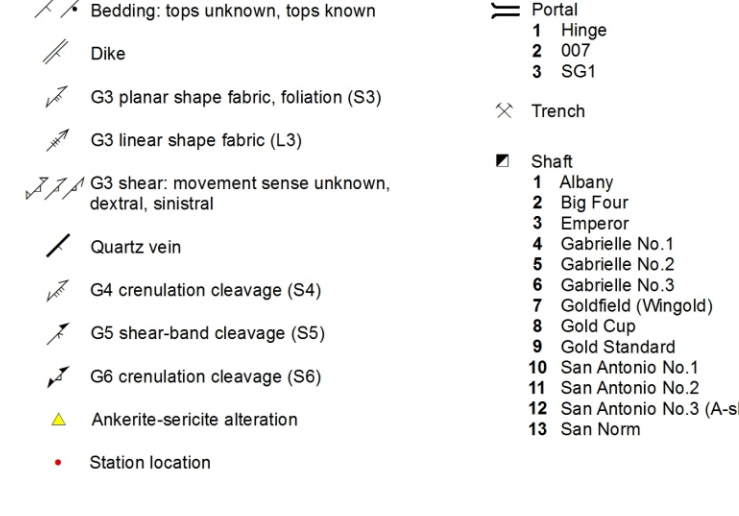 Bedding: tops unknown, tops known
Dike
G3 planar shape fabric, foliation (S3)
G3 linear shape fabric (L3)
G3 shear: movement sense unknown,
dextral, sinistral
Quartz vein
G4 crenulation cleavage (S4)
G5 shear-band cleavage (S5)
G6 crenulation cleavage (S6)
Ankerite-sericite alteration
Station location
Portal
1 Hinge
2 007
3 SG1
Trench
Shaft
1 Albany
2 Big Four
3 Emperor
4 Gabrielle No.1
5 Gabrielle No.2
6 Gabrielle No.3
7 Goldfield (Wingold)
8 Gold Cup
9 Gold Standard
10 San Antonio No.1
11 San Antonio No.2
12 San Antonio No.3
13 San Norm